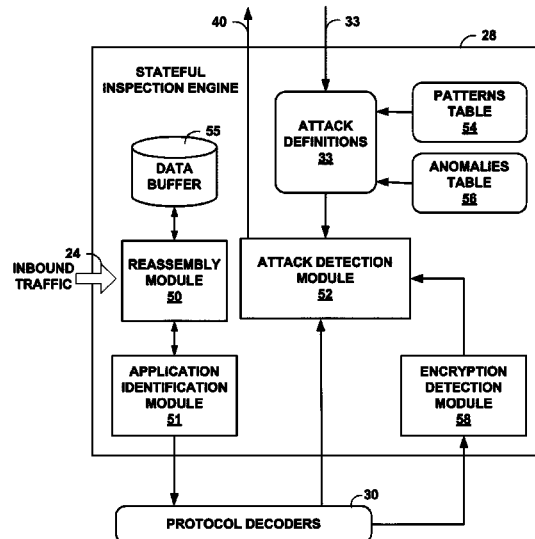 40
33
28
STATEFUL
INSPECTION ENGINE
PATTERNS
TABLE
54
55
ATTACK
DEFINITIONS
33
DATA
BUFFER
ANOMALIES
TABLE
56
24
INBOUND
TRAFFIC
REASSEMBLY
MODULE
50
ATTACK DETECTION
MODULE
52
APPLICATION
IDENTIFICATION
MODULE
51
ENCRYPTION
DETECTION
MODULE
58
30
PROTOCOL DECODERS